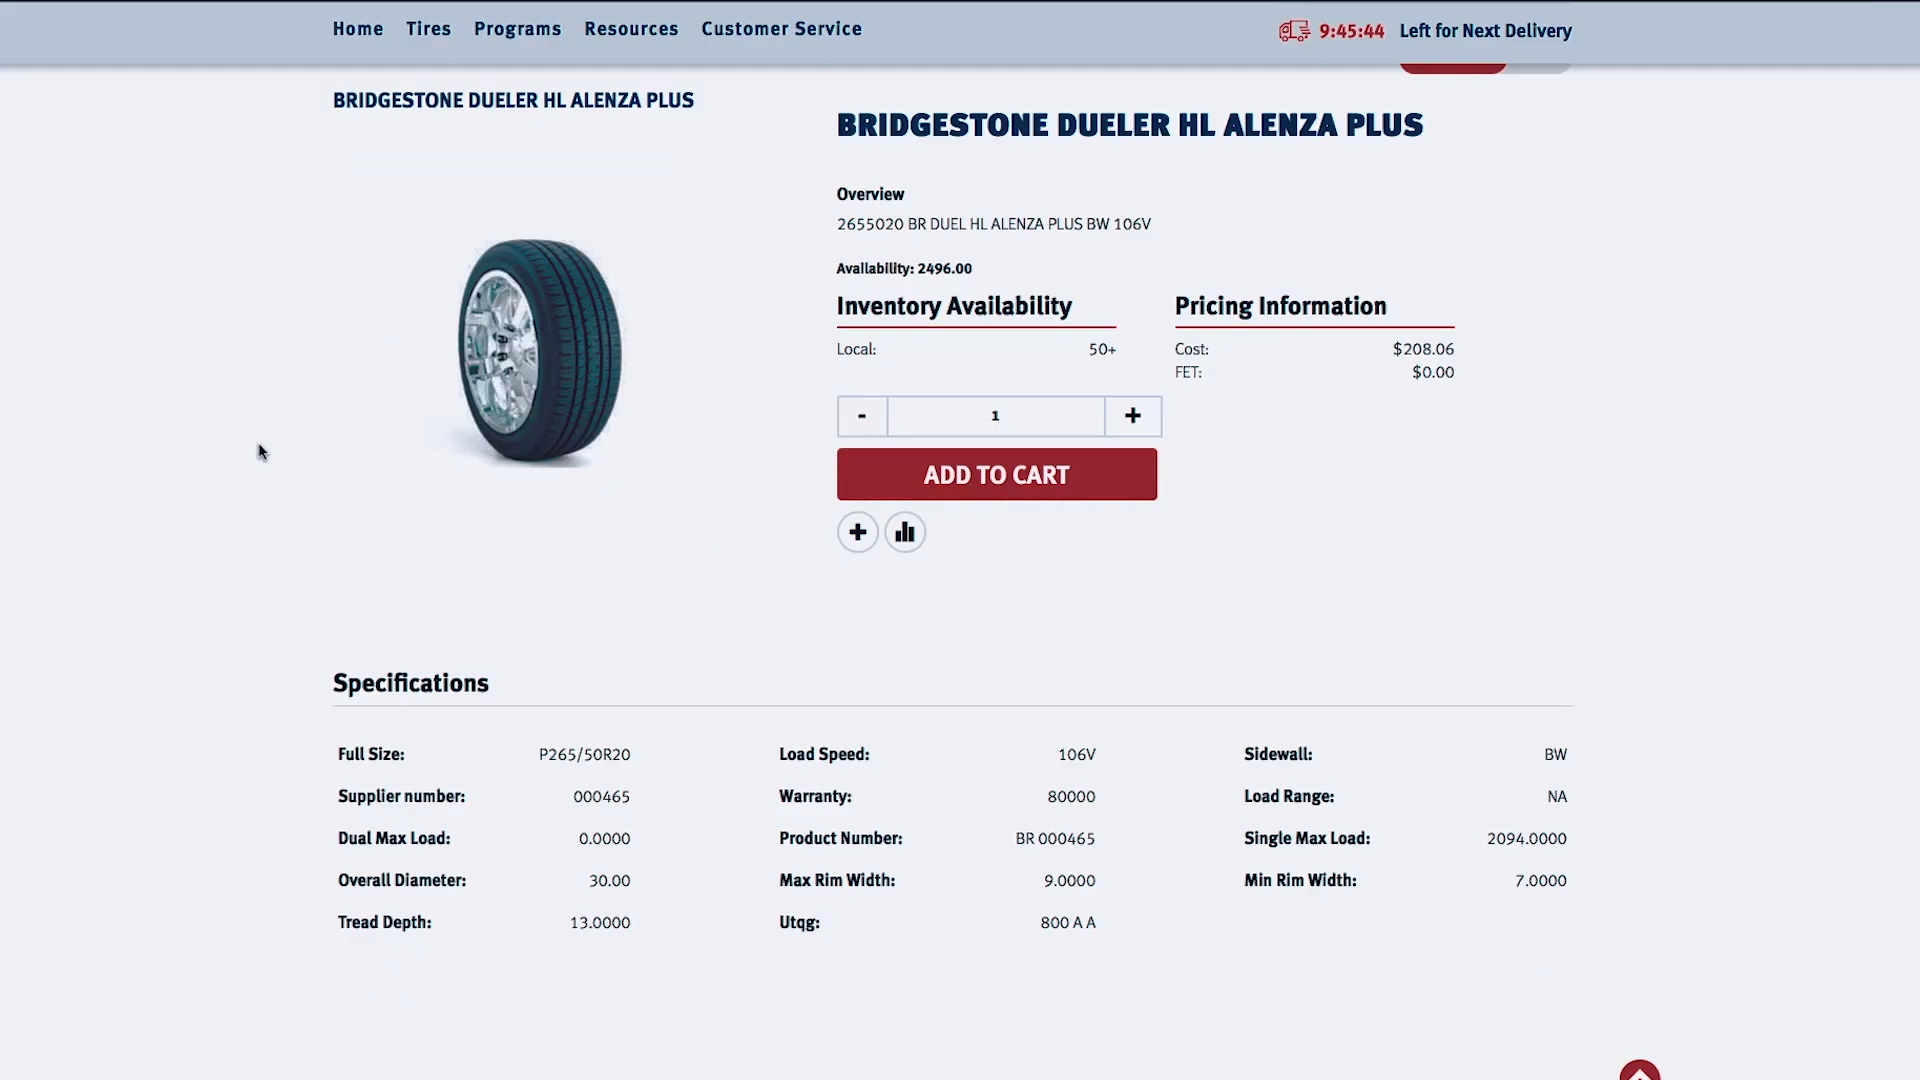 Home Tires Programs Resources Customer Service
9:45:44 Left for Next Delivery
BRIDGESTONE DUELER HL ALENZA PLUS
BRIDGESTONE DUELER HL ALENZA PLUS
Overview
2655020 BR DUEL HL ALENZA PLUS BW 106V
Availability: 2496.00
Inventory Availability
Local: 50+
Pricing Information
Cost: $208.06
FET: $0.00
- 1 +
ADD TO CART
Specifications
Full Size: P265/50R20 Load Speed: 106V Sidewall: BW
Supplier number: 000465 Warranty: 80000 Load Range: NA
Dual Max Load: 0.0000 Product Number: BR 000465 Single Max Load: 2094.0000
Overall Diameter: 30.00 Max Rim Width: 9.0000 Min Rim Width: 7.0000
Tread Depth: 13.0000 Utqg: 800 A A